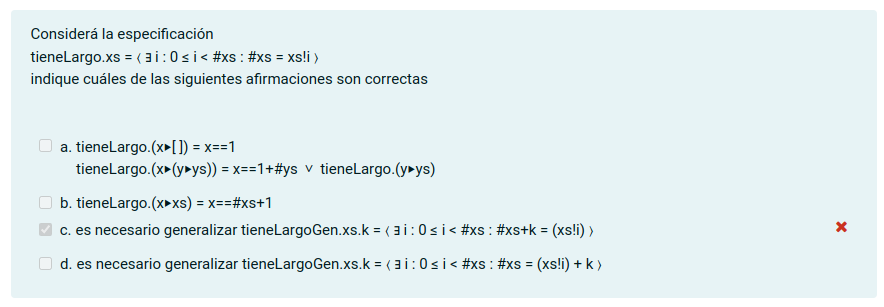 Considerá la especificación
tieneLargo.xs = ⟨ ∃ i : 0 ≤ i < #xs : #xs = xs!i ⟩
indique cuáles de las siguientes afirmaciones son correctas
a. tieneLargo.(x▸[ ]) = x==1
tieneLargo.(x▸(y▸ys)) = x==1+#ys ∨ tieneLargo.(y▸ys)
b. tieneLargo.(x▸xs) = x==#xs+1
c. es necesario generalizar tieneLargoGen.xs.k = ⟨ ∃ i : 0 ≤ i < #xs : #xs+k = (xs!i) ⟩
d. es necesario generalizar tieneLargoGen.xs.k = ⟨ ∃ i : 0 ≤ i < #xs : #xs = (xs!i) + k ⟩